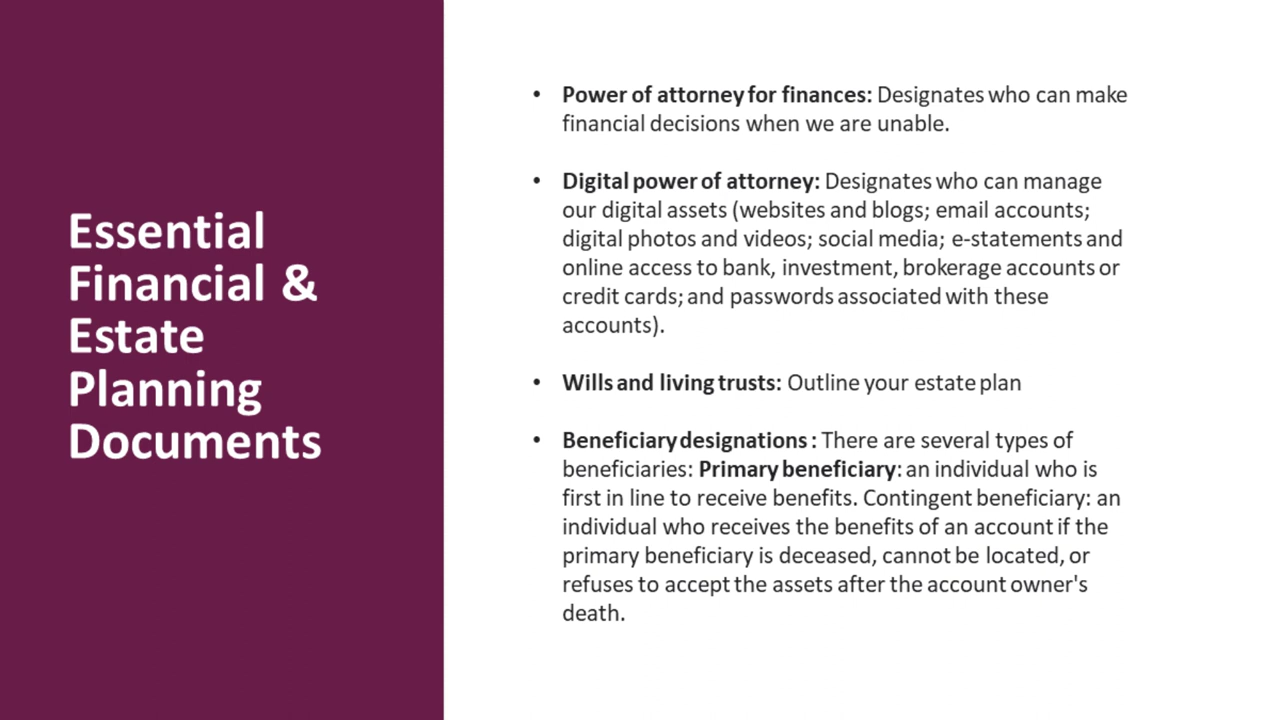 Essential
Financial &
Estate
Planning
Documents
• Power of attorney for finances: Designates who can make
financial decisions when we are unable.
• Digital power of attorney: Designates who can manage
our digital assets (websites and blogs; email accounts;
digital photos and videos; social media; e-statements and
online access to bank, investment, brokerage accounts or
credit cards; and passwords associated with these
accounts).
• Wills and living trusts: Outline your estate plan
• Beneficiary designations : There are several types of
beneficiaries: Primary beneficiary: an individual who is
first in line to receive benefits. Contingent beneficiary: an
individual who receives the benefits of an account if the
primary beneficiary is deceased, cannot be located, or
refuses to accept the assets after the account owner's
death.